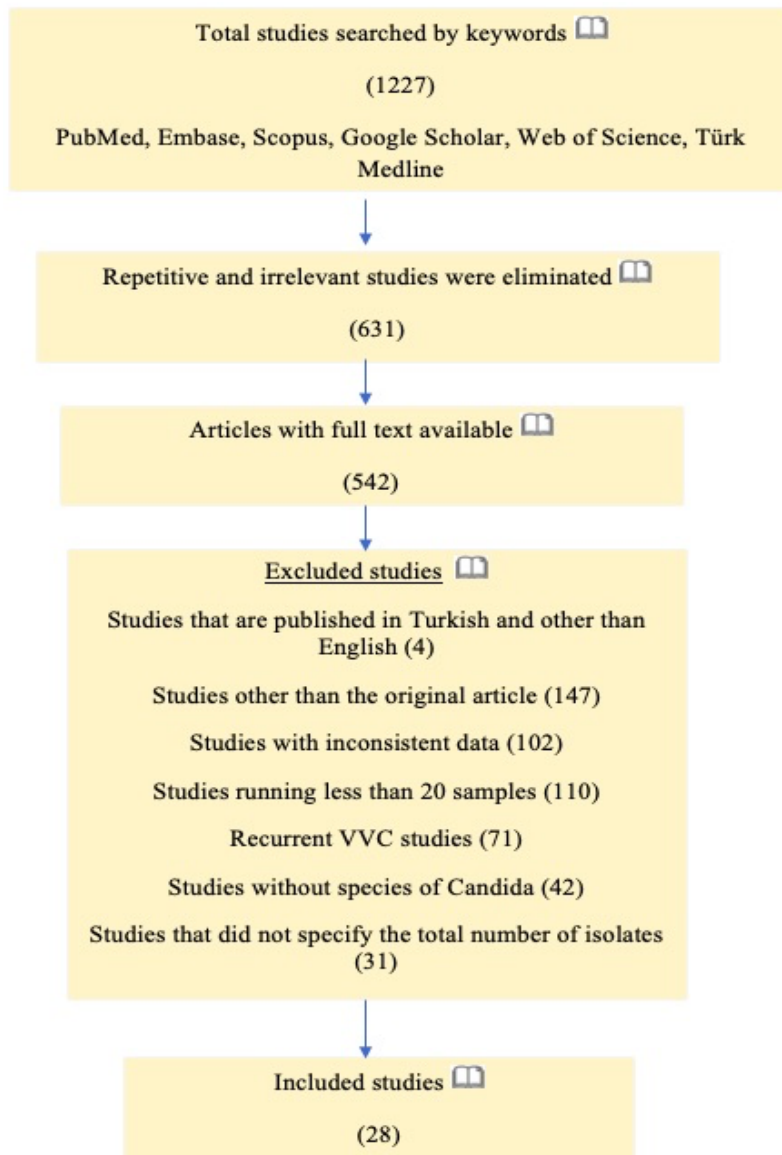 Total studies searched by keywords
(1227)
PubMed, Embase, Scopus, Google Scholar, Web of Science, Türk
Medline
Repetitive and irrelevant studies were eliminated
(631)
Articles with full text available
(542)
Excluded studies
Studies that are published in Turkish and other than
English (4)
Studies other than the original article (147)
Studies with inconsistent data (102)
Studies running less than 20 samples (110)
Recurrent VVC studies (71)
Studies without species of Candida (42)
Studies that did not specify the total number of isolates
(31)
Included studies
(28)